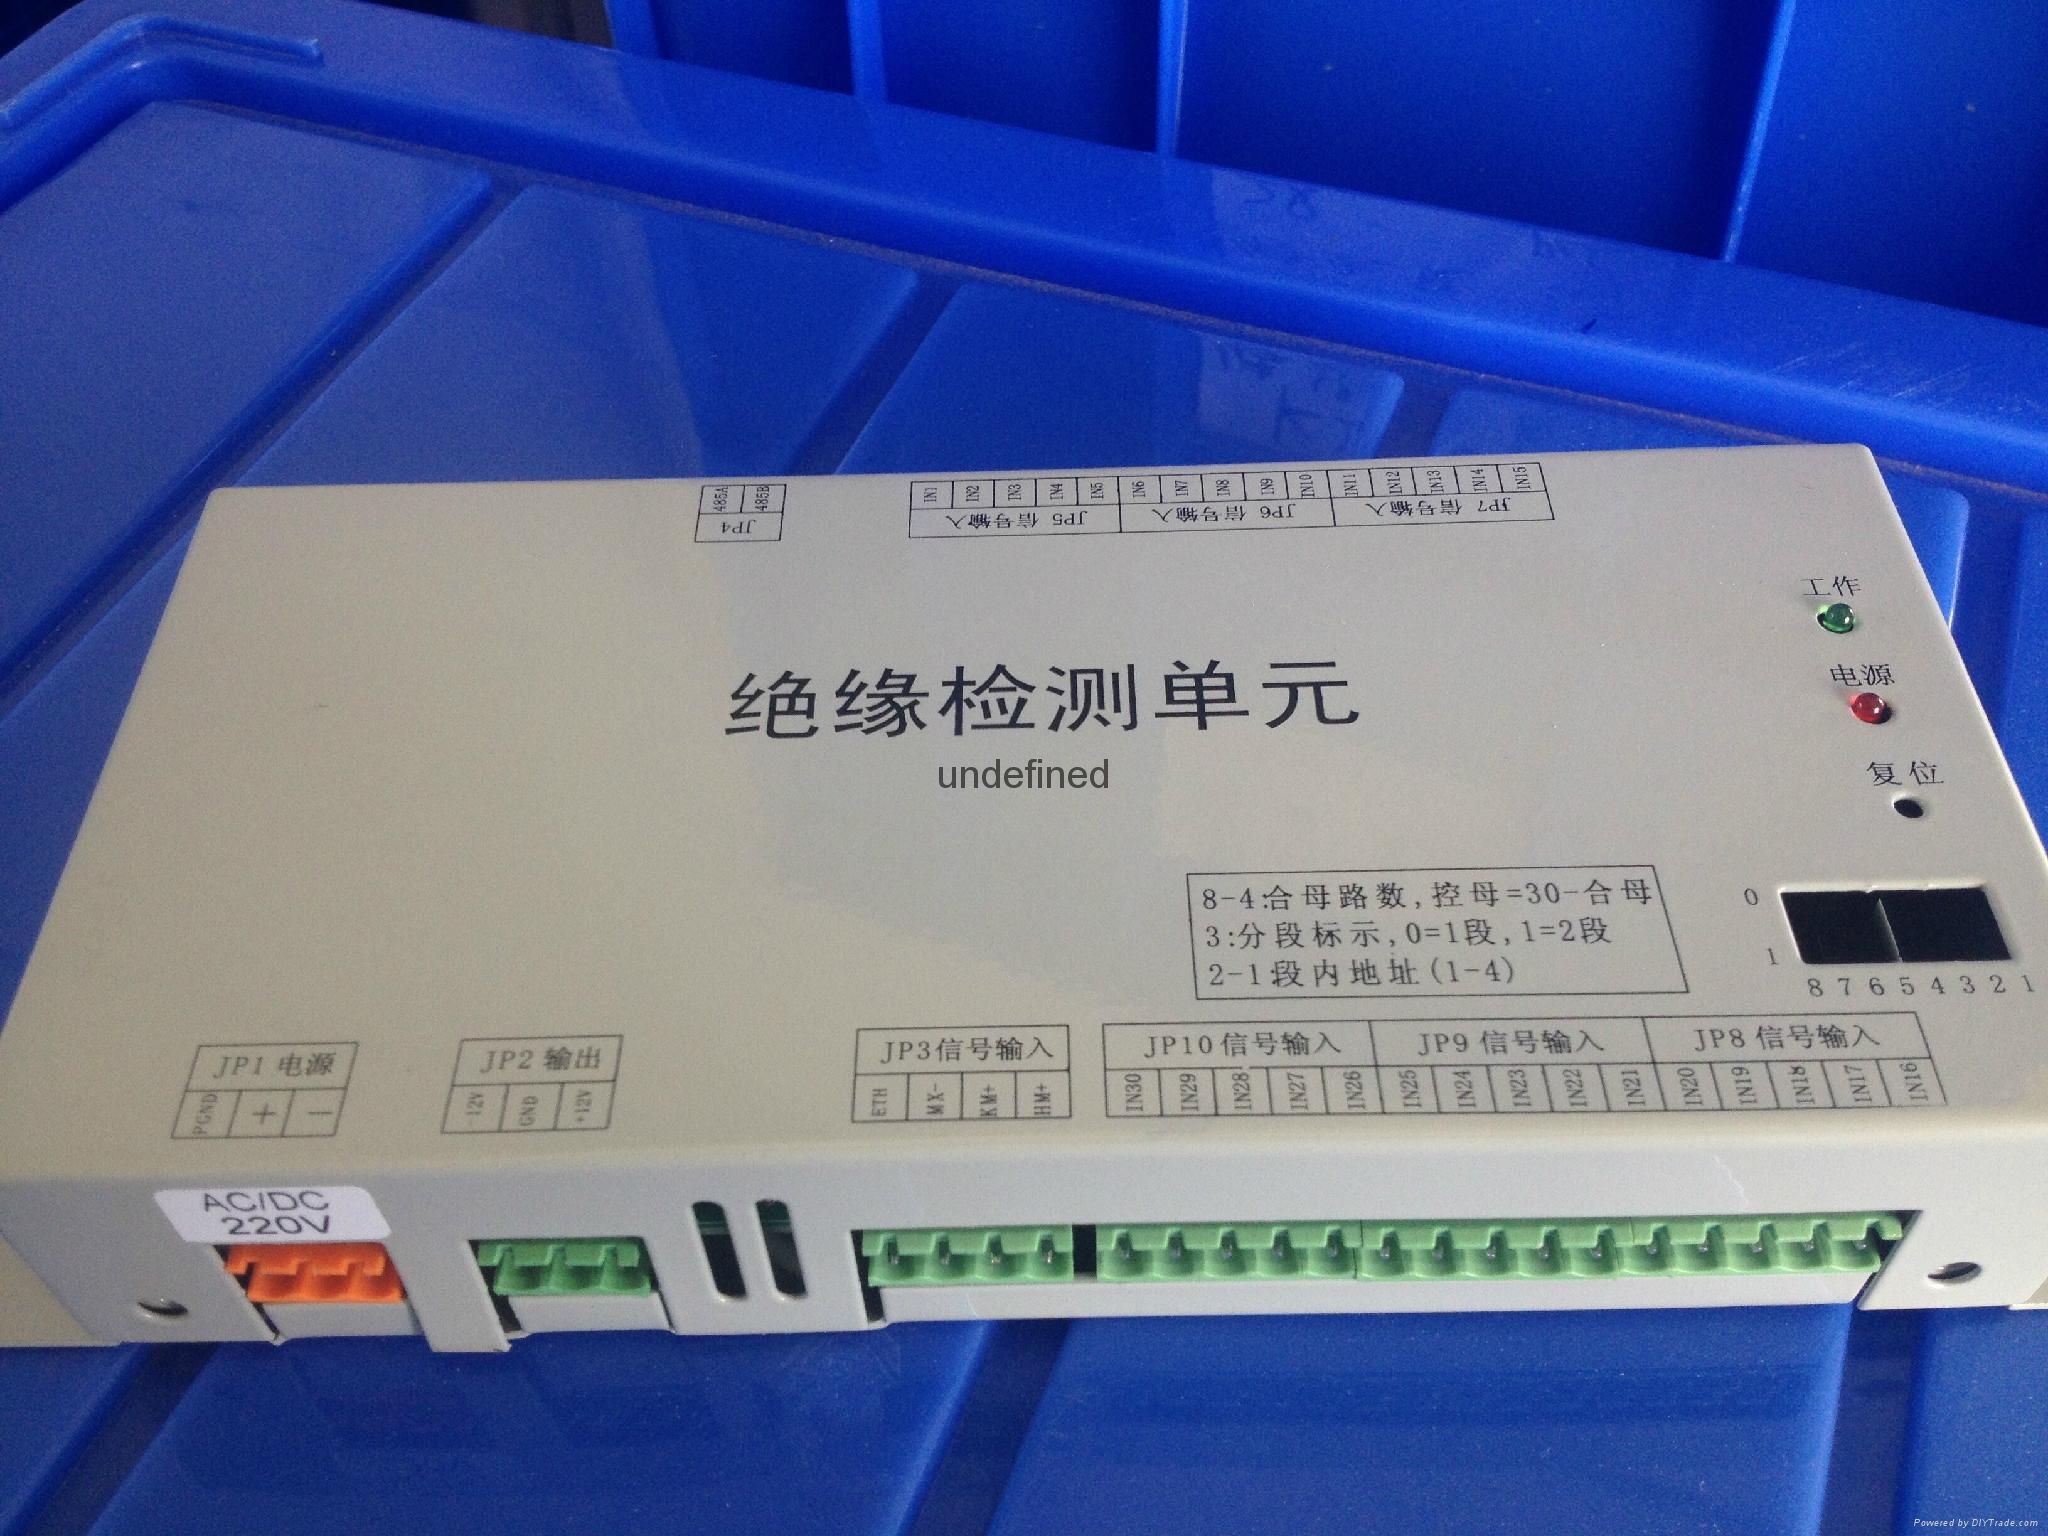 485A 485B
JP4
IN1 IN2 IN3 IN4 IN5 IN6 IN7 IN8 IN9 IN10 IN11 IN12 IN13 IN14 IN15
JP5 信号输入 JP6 信号输入 JP7 信号输入
工作
电源
复位
绝缘检测单元
undefined
8-4:合母路数,控母=30-合母
3:分段标示,0=1段,1=2段
2-1:段内地址(1-4)
0
1
8 7 6 5 4 3 2 1
JP1 电源
PGND + -
JP2 输出
-12V GND +12V
JP3信号输入
ETH MX- KM+ HM+
JP10信号输入 JP9 信号输入 JP8 信号输入
IN30 IN29 IN28 IN27 IN26 IN25 IN24 IN23 IN22 IN21 IN20 IN19 IN18 IN17 IN16
AC/DC
220V
Powered by DIYTrade.com